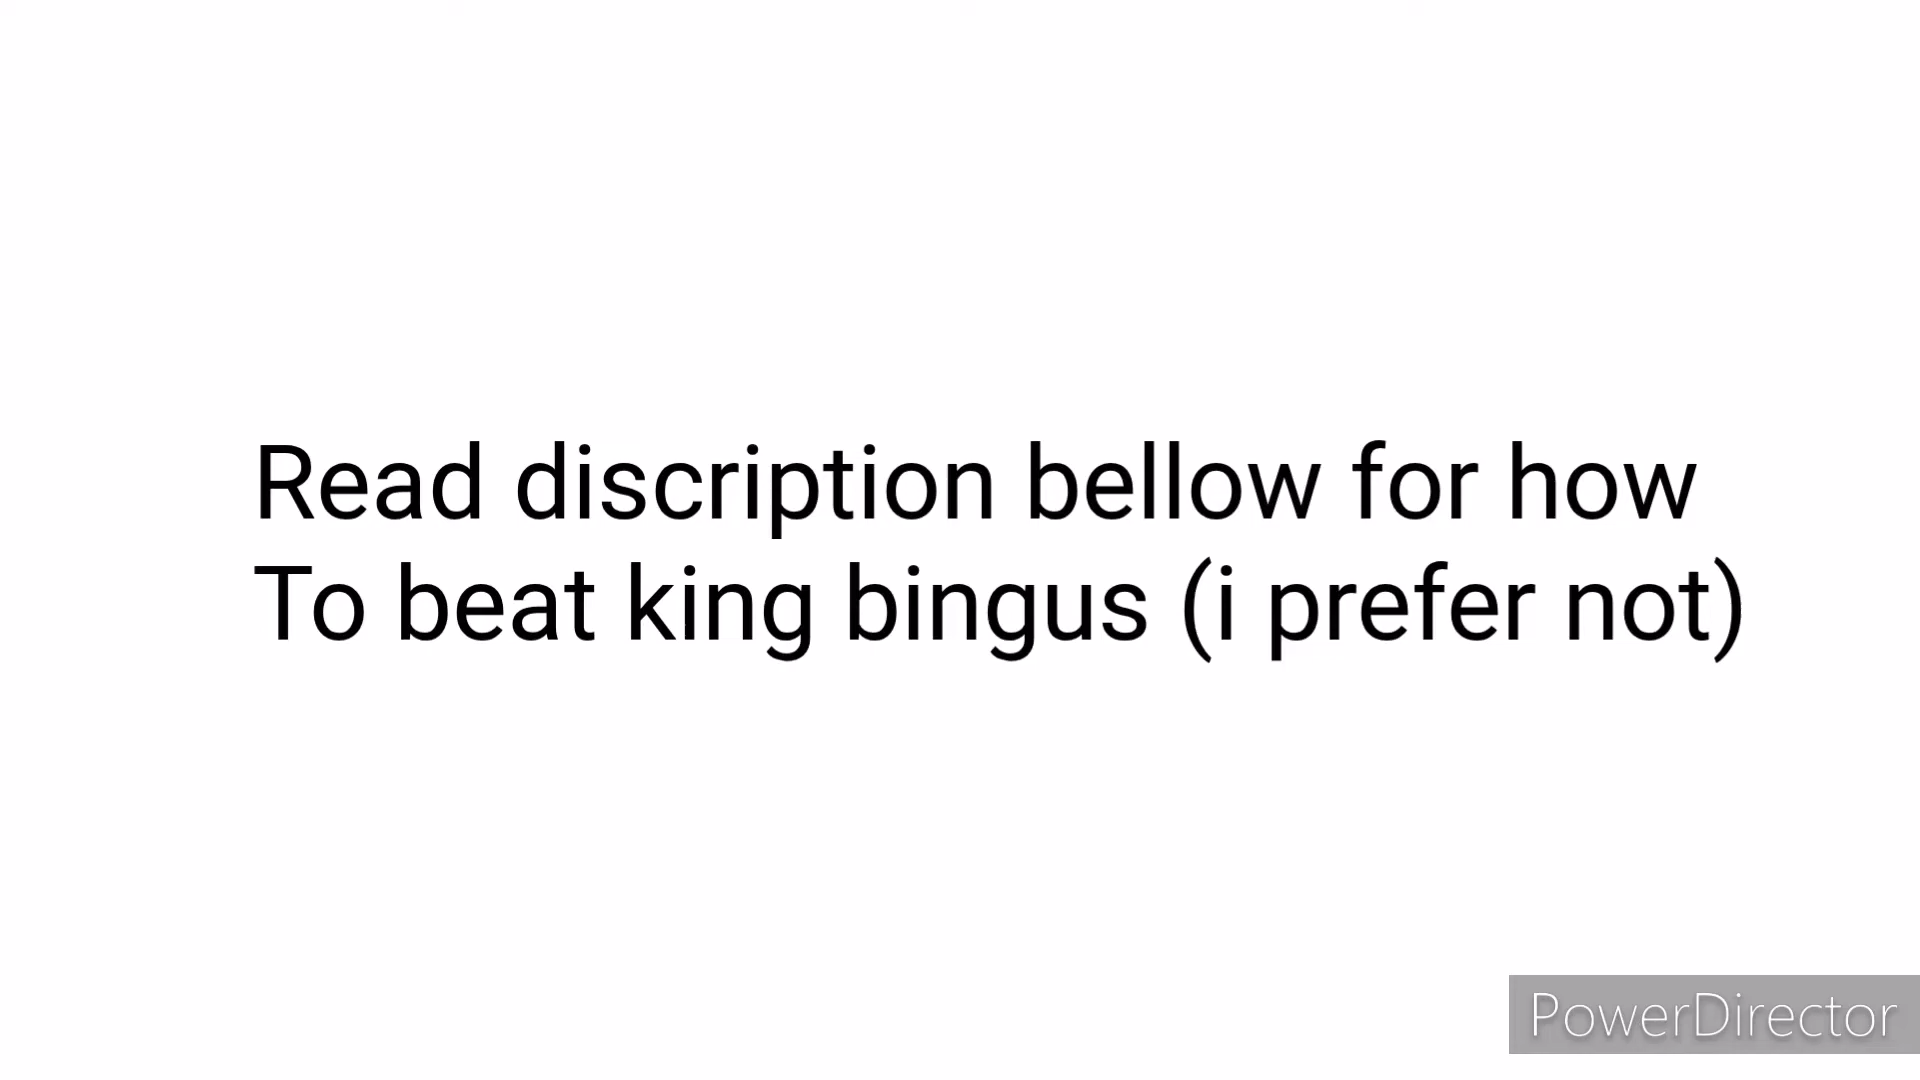 Read discription bellow for how
To beat king bingus (i prefer not)
PowerDirector